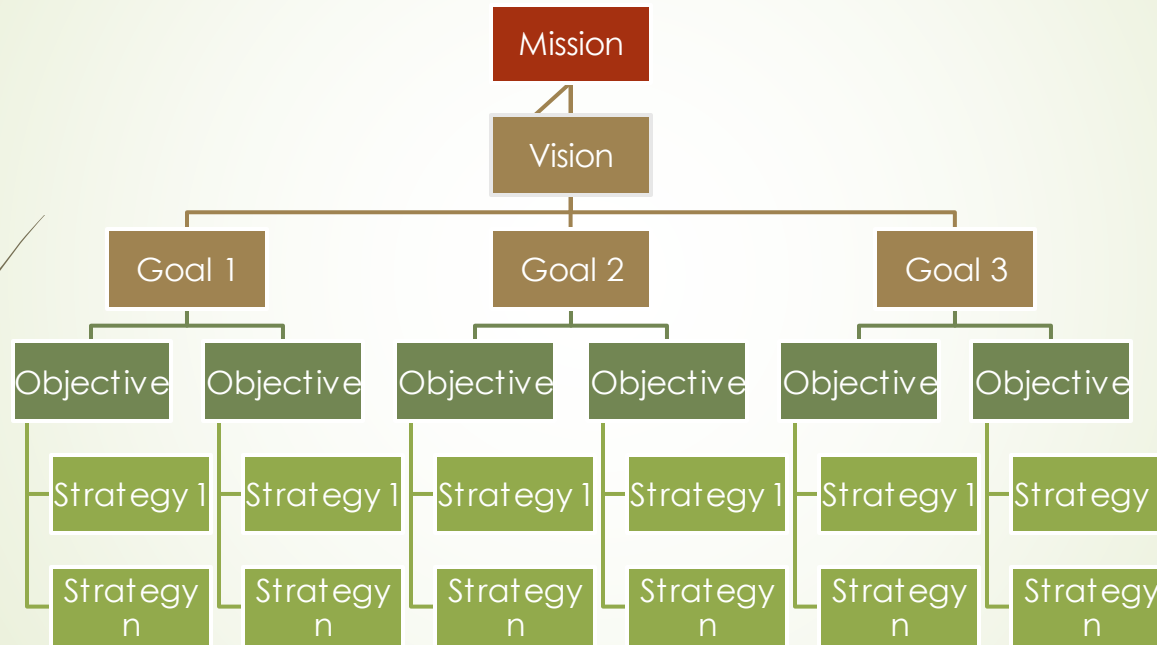 Mission
Vision
Goal 1
Goal 2
Goal 3
Objective
Objective
Objective
Objective
Objective
Objective
Strategy 1
Strategy 1
Strategy 1
Strategy 1
Strategy 1
Strategy
Strategy
n
Strategy
n
Strategy
n
Strategy
n
Strategy
n
Strategy
n